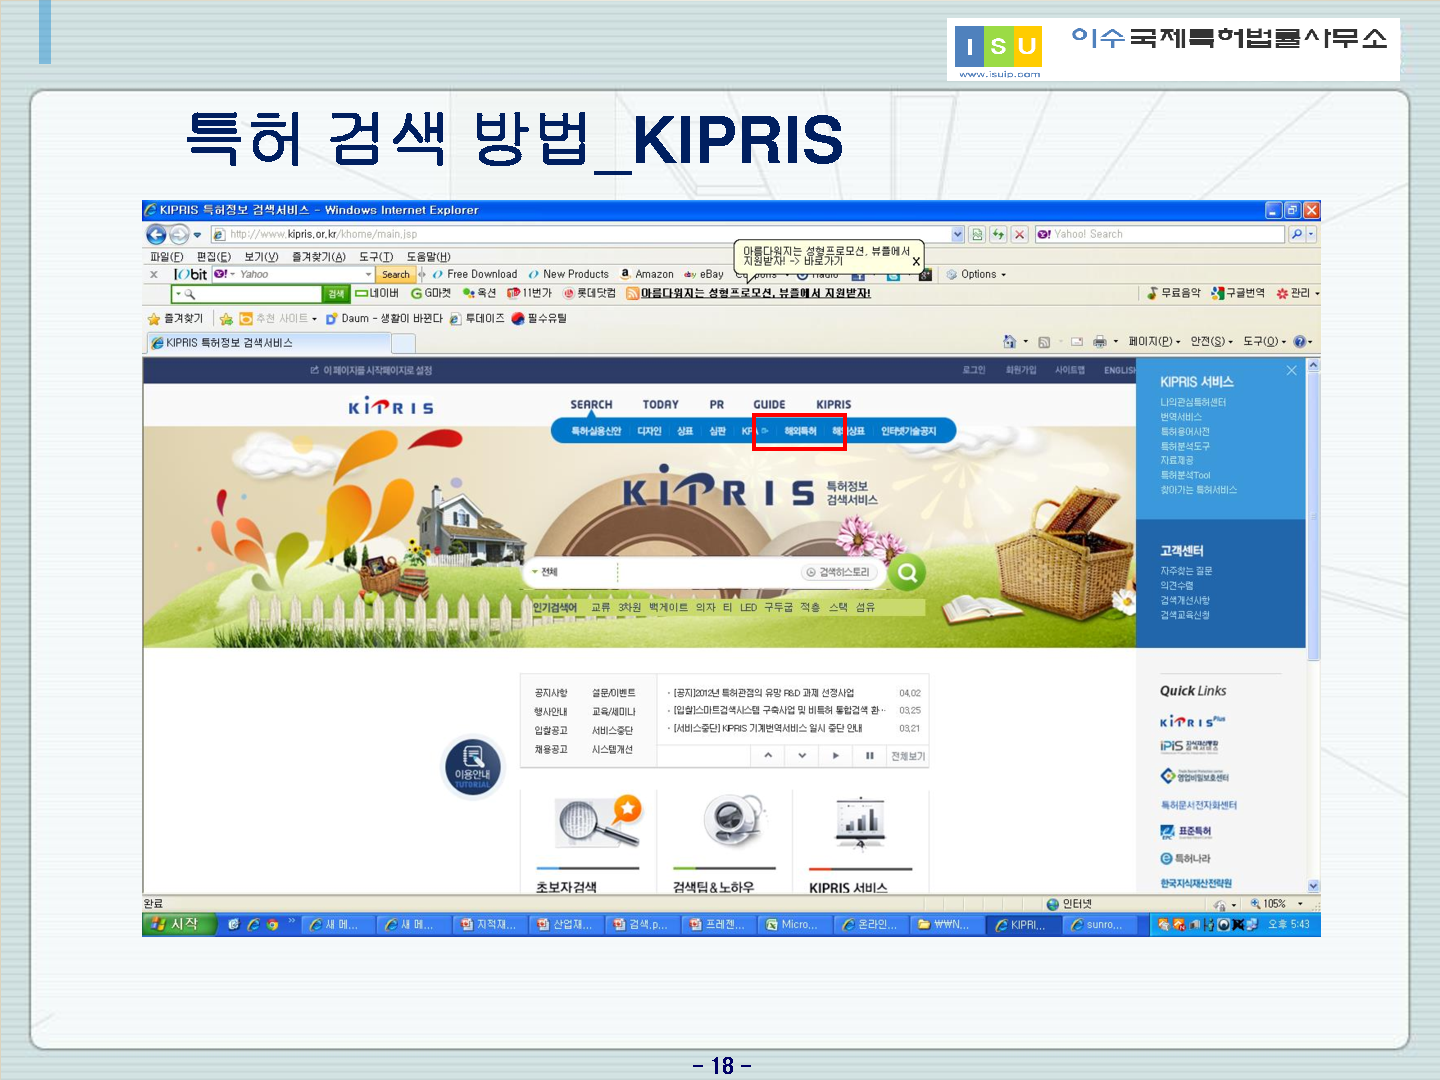 I S U
www.isuip.com
이수국제특허법률사무소
특허 검색 방법_KIPRIS
KIPRIS 특허정보 검색서비스 - Windows Internet Explorer
http://www.kipris.or.kr/khome/main.jsp
Yahoo! Search
파일(F) 편집(E) 보기(V) 즐겨찾기(A) 도구(T) 도움말(H)
아름다워지는 성형프로모션, 뷰플에서
지원받자! -> 바로가기
x IObit Y! Yahoo Search Free Download New Products Amazon eBay Options
검색 네이버 G마켓 옥션 11번가 롯데닷컴 아름다워지는 성형프로모션, 뷰플에서 지원받자! 무료음악 구글번역 관리
즐겨찾기 추천 사이트 Daum - 생활이 바뀐다 투데이즈 필수유틸
KIPRIS 특허정보 검색서비스
페이지(P) 안전(S) 도구(O)
이 페이지를 시작페이지로 설정
로그인 회원가입 사이트맵 ENGLISH
KIPRIS
SEARCH TODAY PR GUIDE KIPRIS
특허실용신안 디자인 상표 심판 KPA 해외특허 해외상표 인터넷기술공지
KIPRIS 특허정보
검색서비스
전체 검색히스토리
인기검색어 교류 3차원 백게이트 의자 티 LED 구두굽 적층 스택 섬유
KIPRIS 서비스
나의관심특허센터
번역서비스
특허용어사전
특허분석도구
자료제공
특허분석Tool
찾아가는 특허서비스
고객센터
자주찾는 질문
의견수렴
검색개선사항
검색교육신청
공지사항 설문/이벤트
행사안내 교육/세미나
입찰공고 서비스중단
채용공고 시스템개선
· [공지]2012년 특허관점의 유망 R&D 과제 선정사업 04.02
· [입찰]스마트검색시스템 구축사업 및 비특허 통합검색 환··· 03.25
· [서비스중단] KIPRIS 기계번역서비스 일시 중단 안내 03.21
전체보기
이용안내
TUTORIAL
초보자검색 검색팁&노하우 KIPRIS 서비스
Quick Links
KIPRIS Plus
IPIS
영업비밀보호센터
특허문서전자화센터
표준특허
특허나라
한국지식재산전략원
완료 인터넷 105%
시작 새 메... 새 메... 지적재... 산업재... 검색.p... 프레젠... Micro... 온라인... ₩₩N... KIPRI... sunro... 오후 5:43
- 18 -